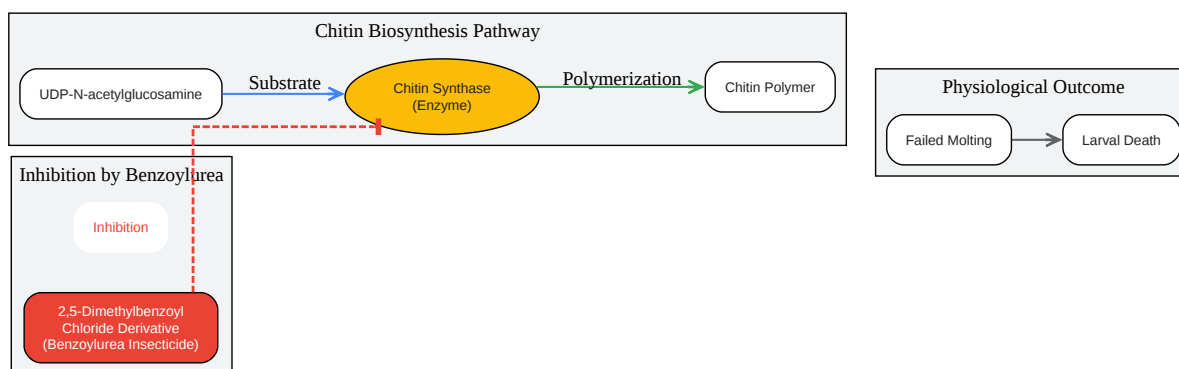 Chitin Biosynthesis Pathway
UDP-N-acetylglucosamine
Substrate
Chitin Synthase
(Enzyme)
Polymerization
Chitin Polymer
Physiological Outcome
Failed Molting
Larval Death
Inhibition by Benzoylurea
Inhibition
2,5-Dimethylbenzoyl
Chloride Derivative
(Benzoylurea Insecticide)